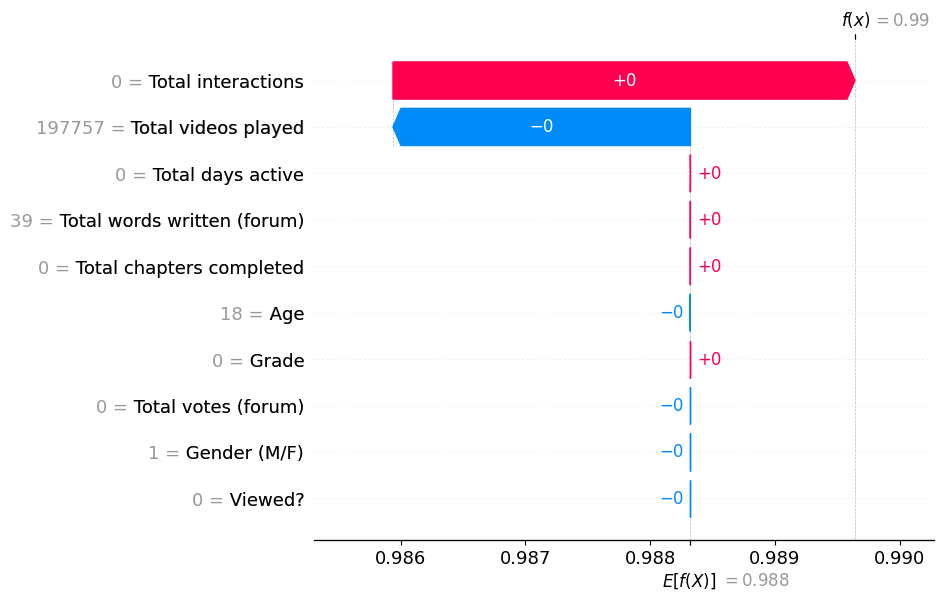 f(x) = 0.99
0 = Total interactions +0
197757 = Total videos played −0
0 = Total days active +0
39 = Total words written (forum) +0
0 = Total chapters completed +0
18 = Age −0
0 = Grade +0
0 = Total votes (forum) −0
1 = Gender (M/F) −0
0 = Viewed? −0
0.986 0.987 0.988 0.989 0.990
E[f(X)] = 0.988